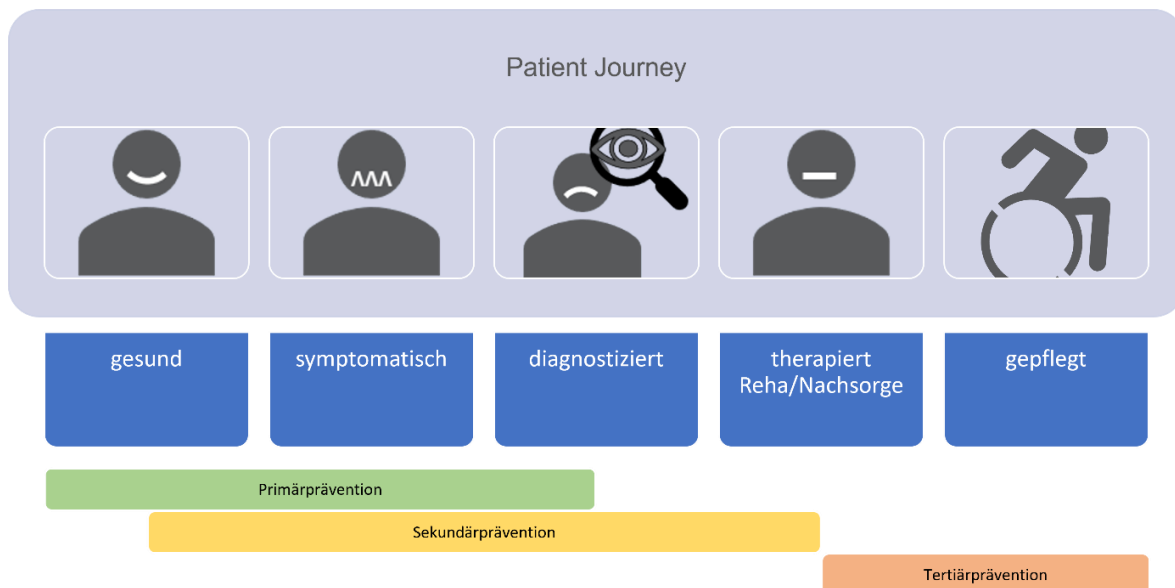 Patient Journey
gesund
symptomatisch
diagnostiziert
therapiert
Reha/Nachsorge
gepflegt
Primärprävention
Sekundärprävention
Tertiärprävention